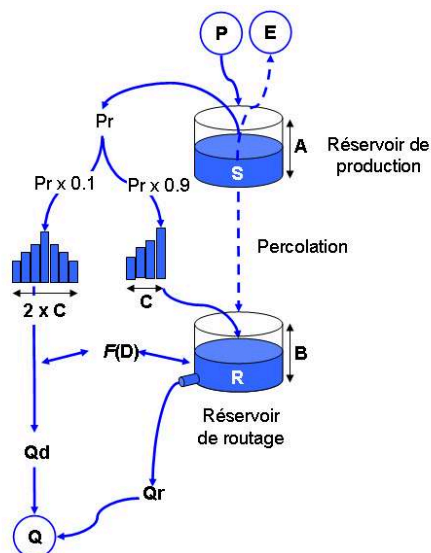 P
E
Pr
A
Réservoir de
production
S
Pr x 0.1
Pr x 0.9
Percolation
C
2 x C
B
F(D)
R
Réservoir
de routage
Qd
Qr
Q